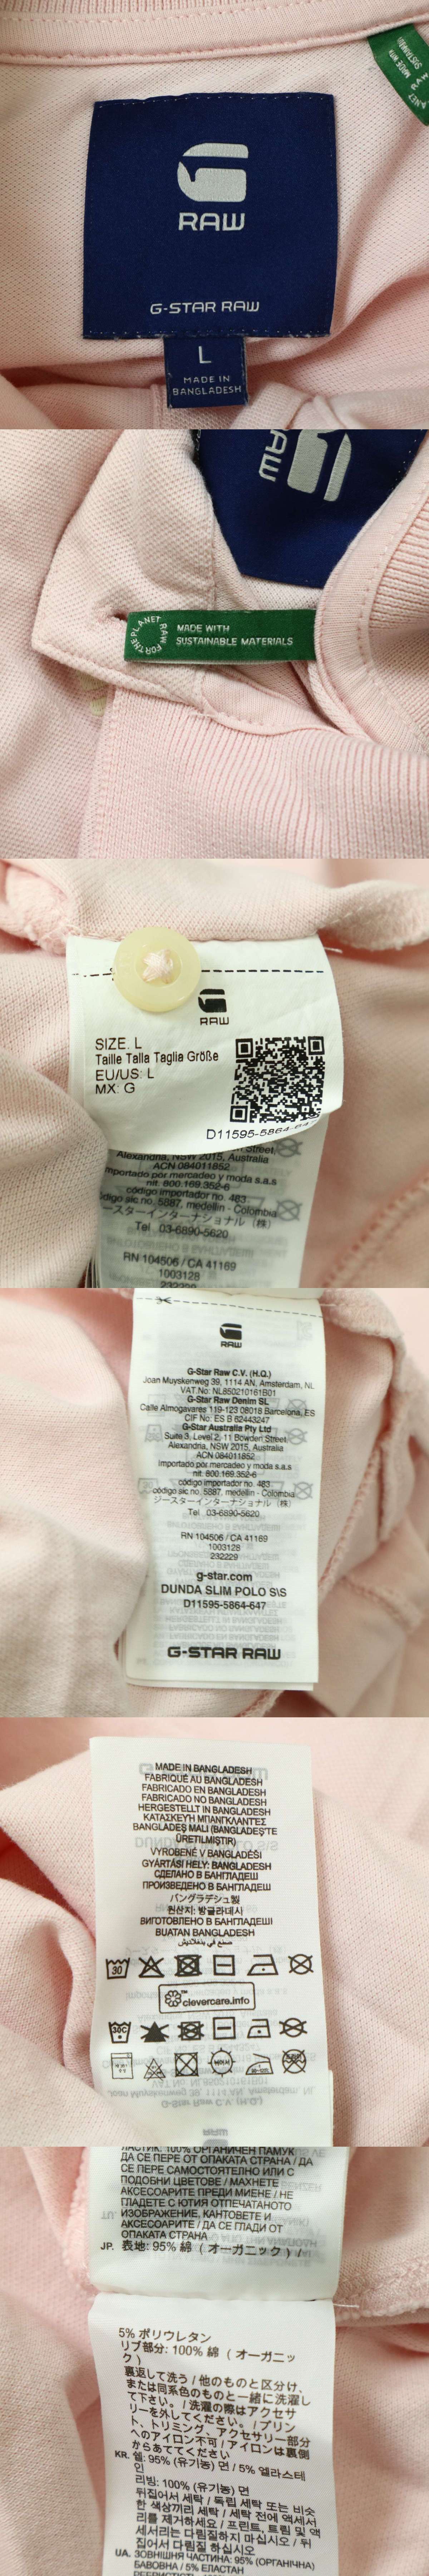 RAW
G-STAR RAW
L
MADE IN
BANGLADESH
MADE WITH
SUSTAINABLE MATERIALS
RAW FOR THE PLANET
RAW
SIZE. L
Taille Talla Taglia Größe
EU/US: L
MX: G
D11595-5864-647
Alexandria, NSW 2015, Australia
ACN 084011852
mportado por mercadeo y moda s.a.s
nit. 800.169.352-6
código importador no. 483
ódigo sic no. 5887, medellin - Colombia
ースターインターナショナル (株)
Tel 03-6890-5620
RN 104506 / CA 41169
1003128
232229
RAW
G-Star Raw C.V. (H.Q.)
Joan Muyskenweg 39, 1114 AN, Amsterdam, NL
VAT.No: NL850210161B01
G-Star Raw Denim SL
Calle Almogavares 119-123 08018 Barcelona, ES
CIF No: ES B 62443247
G-Star Australia Pty Ltd
Suite 3, Level 2, 11 Bowden Street,
Alexandria, NSW 2015, Australia
ACN 084011852
Importado por mercadeo y moda s.a.s
nit. 800.169.352-6
código importador no. 483
código sic no. 5887, medellin - Colombia
ジースターインターナショナル (株)
Tel 03-6890-5620
RN 104506 / CA 41169
1003128
232229
g-star.com
DUNDA SLIM POLO S\S
D11595-5864-647
G-STAR RAW
MADE IN BANGLADESH
FABRIQUÉ AU BANGLADESH
FABRICADO EN BANGLADESH
FABRICADO NO BANGLADESH
HERGESTELLT IN BANGLADESH
ΚΑΤΑΣΚΕΥΗ ΜΠΑΝΓΚΛΑΝΤΕΣ
BANGLADEŞ MALI (BANGLADEŞ'TE
ÜRETILMIŞTIR)
VYROBENÉ V BANGLADÉŠI
GYÁRTÁSI HELY: BANGLADESH
СДЕЛАНО В БАНГЛАДЕШ
ПРОИЗВЕДЕНО В БАНГЛАДЕШ
バングラデシュ製
원산지: 방글라데시
ВИГОТОВЛЕНО В БАНГЛАДЕШІ
BUATAN BANGLADESH
صنع في بنغلاديش
30
clevercare.info
30C
ЛАСТИК: 100% ОРГАНИЧЕН ПАМУК
ДА СЕ ПЕРЕ ОТ ОПАКАТА СТРАНА / ДА
СЕ ПЕРЕ САМОСТОЯТЕЛНО ИЛИ С
ПОДОБНИ ЦВЕТОВЕ / МАХНЕТЕ
АКСЕСОАРИТЕ ПРЕДИ МИЕНЕ / НЕ
ГЛАДЕТЕ С ЮТИЯ ОТПЕЧАТАНОТО
ИЗОБРАЖЕНИЕ, КАНТОВЕТЕ И
АКСЕСОАРИТЕ / ДА СЕ ГЛАДИ ОТ
ОПАКАТА СТРАНА
JP. 表地: 95% 綿 ( オーガニック ) /
5% ポリウレタン
リブ部分: 100% 綿 ( オーガニッ
ク )
裏返して洗う / 他のものと区分け、
または同系色のものと一緒に洗濯し
て下さい。 / 洗濯の際はアクセサ
リーを外してください。 / プリン
ト、トリミング、アクセサリー部分
へのアイロン不可 / アイロンは裏側
からあててください
KR. 쉘: 95% (유기농) 면 / 5% 엘라스테
인
리빙: 100% (유기농) 면
뒤집어서 세탁 / 독립 세탁 또는 비슷
한 색상끼리 세탁 / 세탁 전에 액세서
리를 제거하세요 / 프린트, 트림 및 액
세서리는 다림질하지 마십시오 / 뒤
집어서 다림질 하십시오
UA. ЗОВНІШНЯ ЧАСТИНА: 95% (ОРГАНІЧНА)
БАВОВНА / 5% ЕЛАСТАН